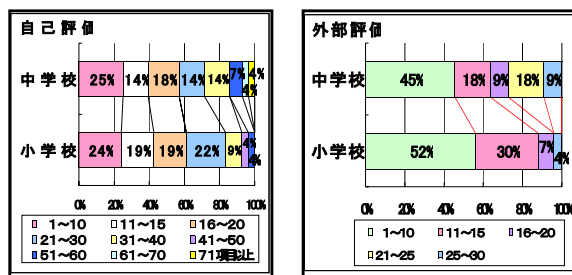 自己評価
中学校
25% 14% 18% 14% 14% 7% 4% 4%
小学校
24% 19% 19% 22% 9% 4% 4%
0% 20% 40% 60% 80% 100%
1～10 11～15 16～20
21～30 31～40 41～50
51～60 61～70 71項目以上
外部評価
中学校
45% 18% 9% 18% 9%
小学校
52% 30% 7% 4%
0% 20% 40% 60% 80% 100%
1～10 11～15 16～20
21～25 25～30